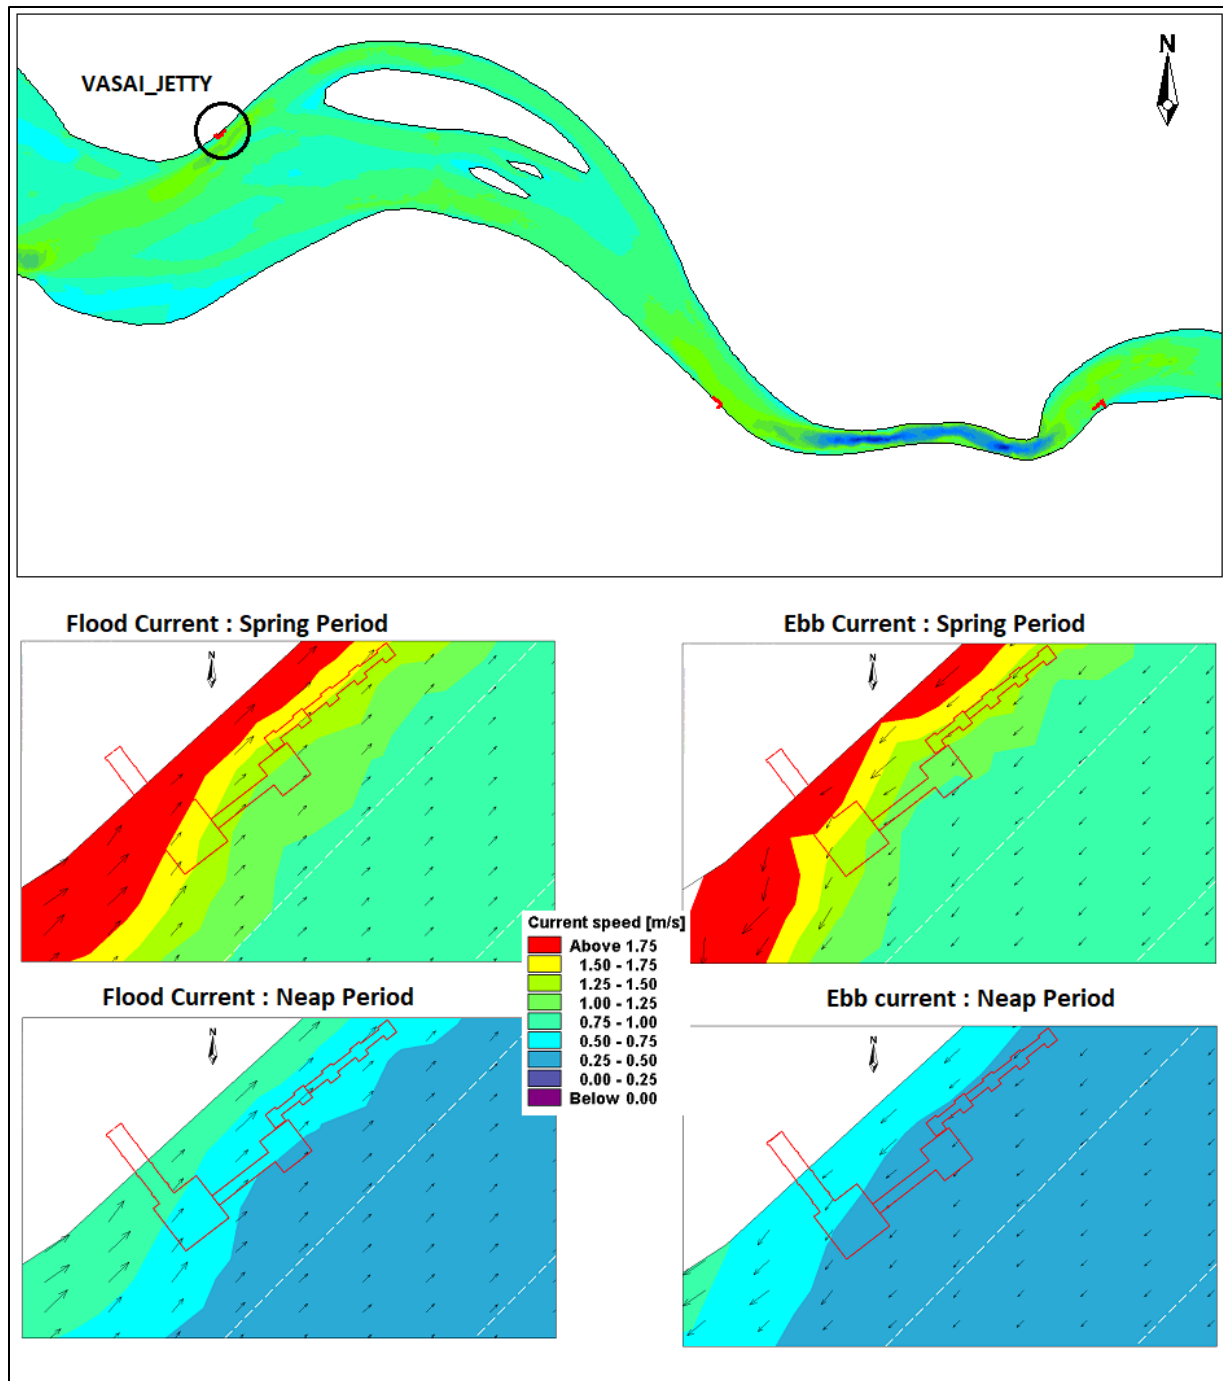 N
VASAI_JETTY
Flood Current : Spring Period
Ebb Current : Spring Period
N
N
Current speed [m/s]
Above 1.75
1.50 - 1.75
1.25 - 1.50
1.00 - 1.25
0.75 - 1.00
0.50 - 0.75
0.25 - 0.50
0.00 - 0.25
Below 0.00
Flood Current : Neap Period
Ebb current : Neap Period
N
N